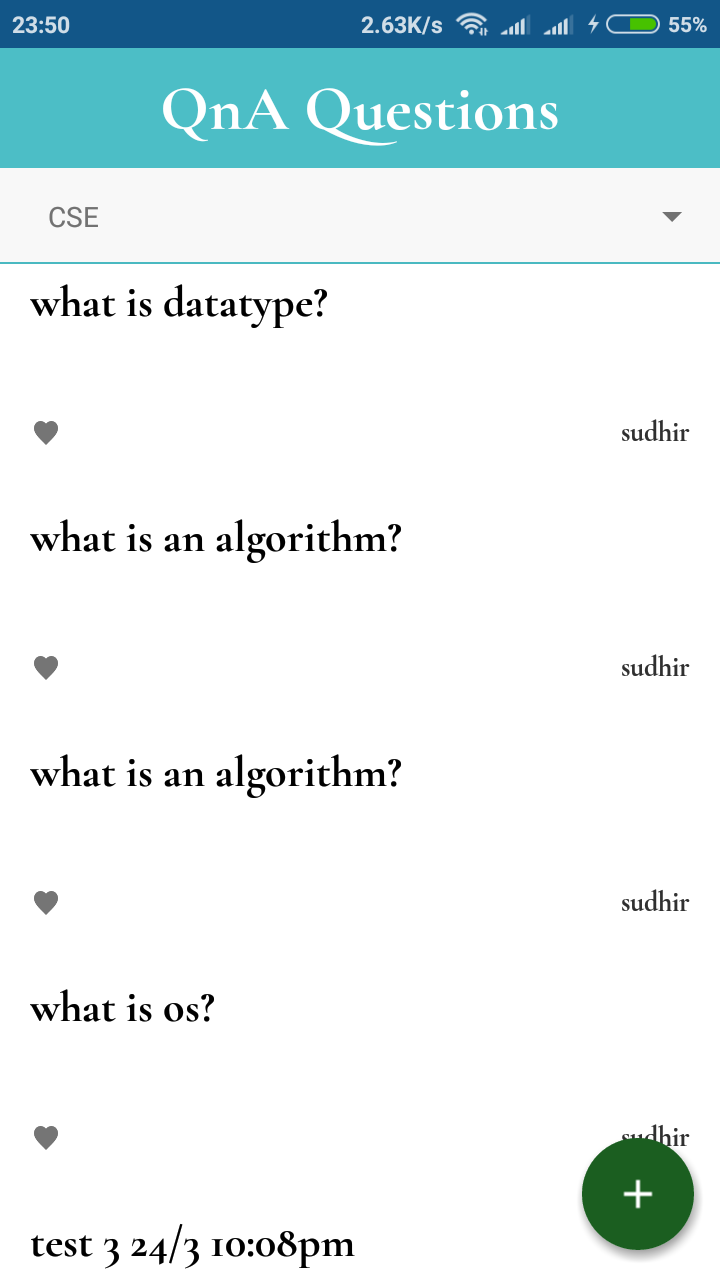 23:50 2.63K/s 55%
QnA Questions
CSE
what is datatype?
sudhir
what is an algorithm?
sudhir
what is an algorithm?
sudhir
what is os?
sudhir
test 3 24/3 10:08pm